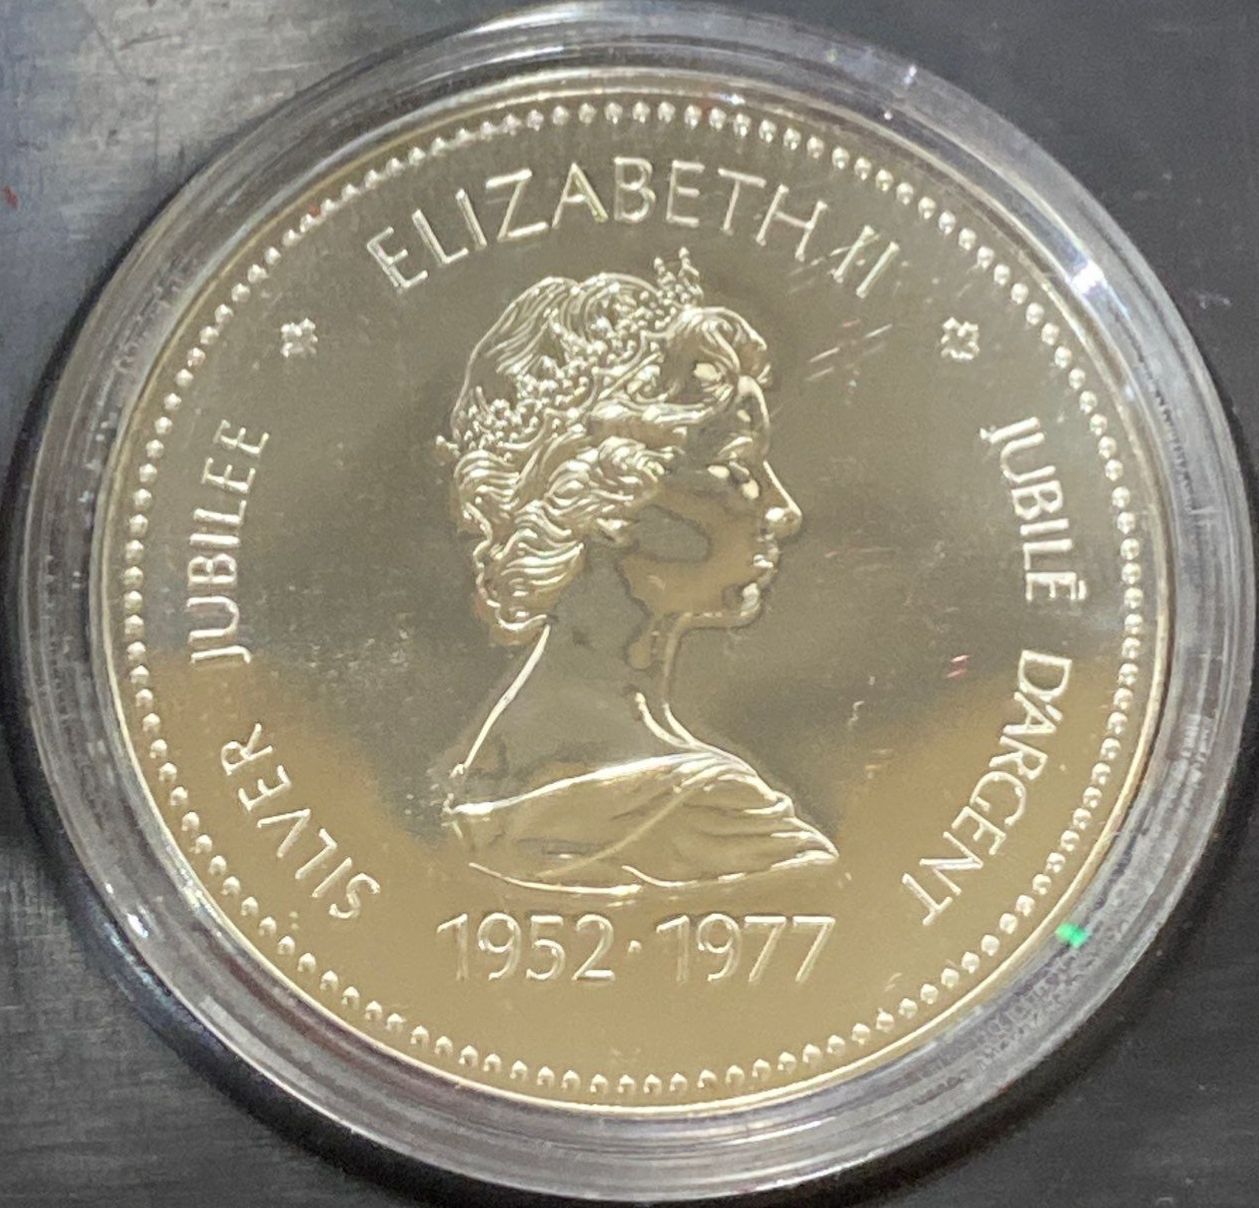 ELIZABETH II
SILVER JUBILEE
JUBILÉ D'ARGENT
1952·1977